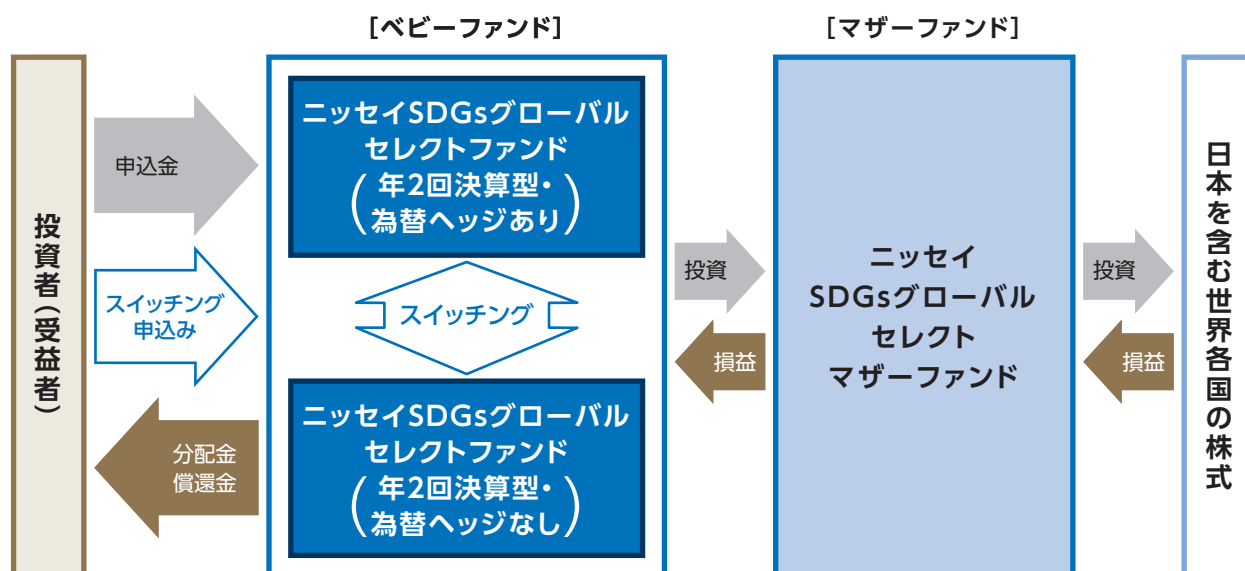 [ベビーファンド]
[マザーファンド]
投資者(受益者)
申込金
スイッチング
申込み
分配金
償還金
ニッセイSDGsグローバル
セレクトファンド
(年2回決算型・
為替ヘッジあり)
スイッチング
ニッセイSDGsグローバル
セレクトファンド
(年2回決算型・
為替ヘッジなし)
投資
損益
ニッセイ
SDGsグローバル
セレクト
マザーファンド
投資
損益
日本を含む世界各国の株式